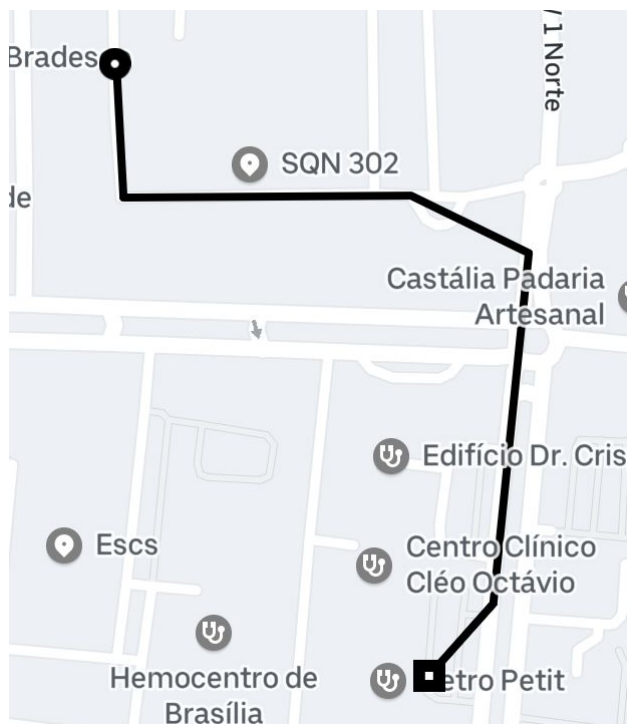 / 1 Norte
Brades
SQN 302
de
Castália Padaria
Artesanal
Edifício Dr. Cris
Centro Clínico
Cléo Octávio
Escs
Hemocentro de
Brasília
etro Petit